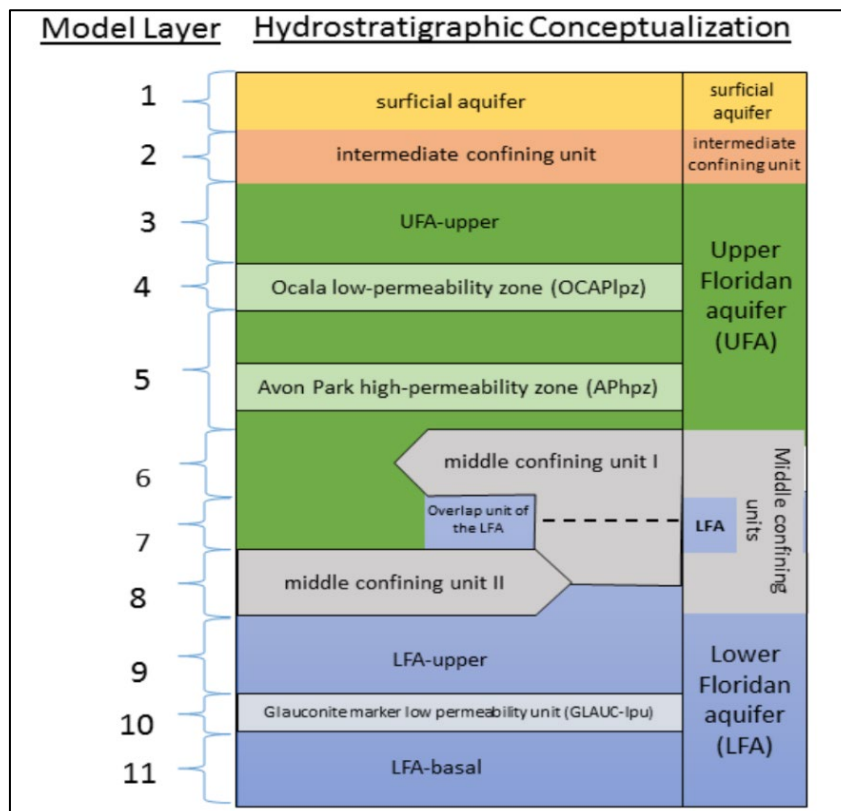 Model Layer
Hydrostratigraphic Conceptualization
1
surficial aquifer
surficial
aquifer
2
intermediate confining unit
intermediate
confining unit
3
UFA-upper
Upper
Floridan
aquifer
(UFA)
4
Ocala low-permeability zone (OCAPlpz)
5
Avon Park high-permeability zone (APhpz)
6
middle confining unit I
Middle confining
units
7
Overlap unit of
the LFA
LFA
8
middle confining unit II
9
LFA-upper
Lower
Floridan
aquifer
(LFA)
10
Glauconite marker low permeability unit (GLAUC-lpu)
11
LFA-basal